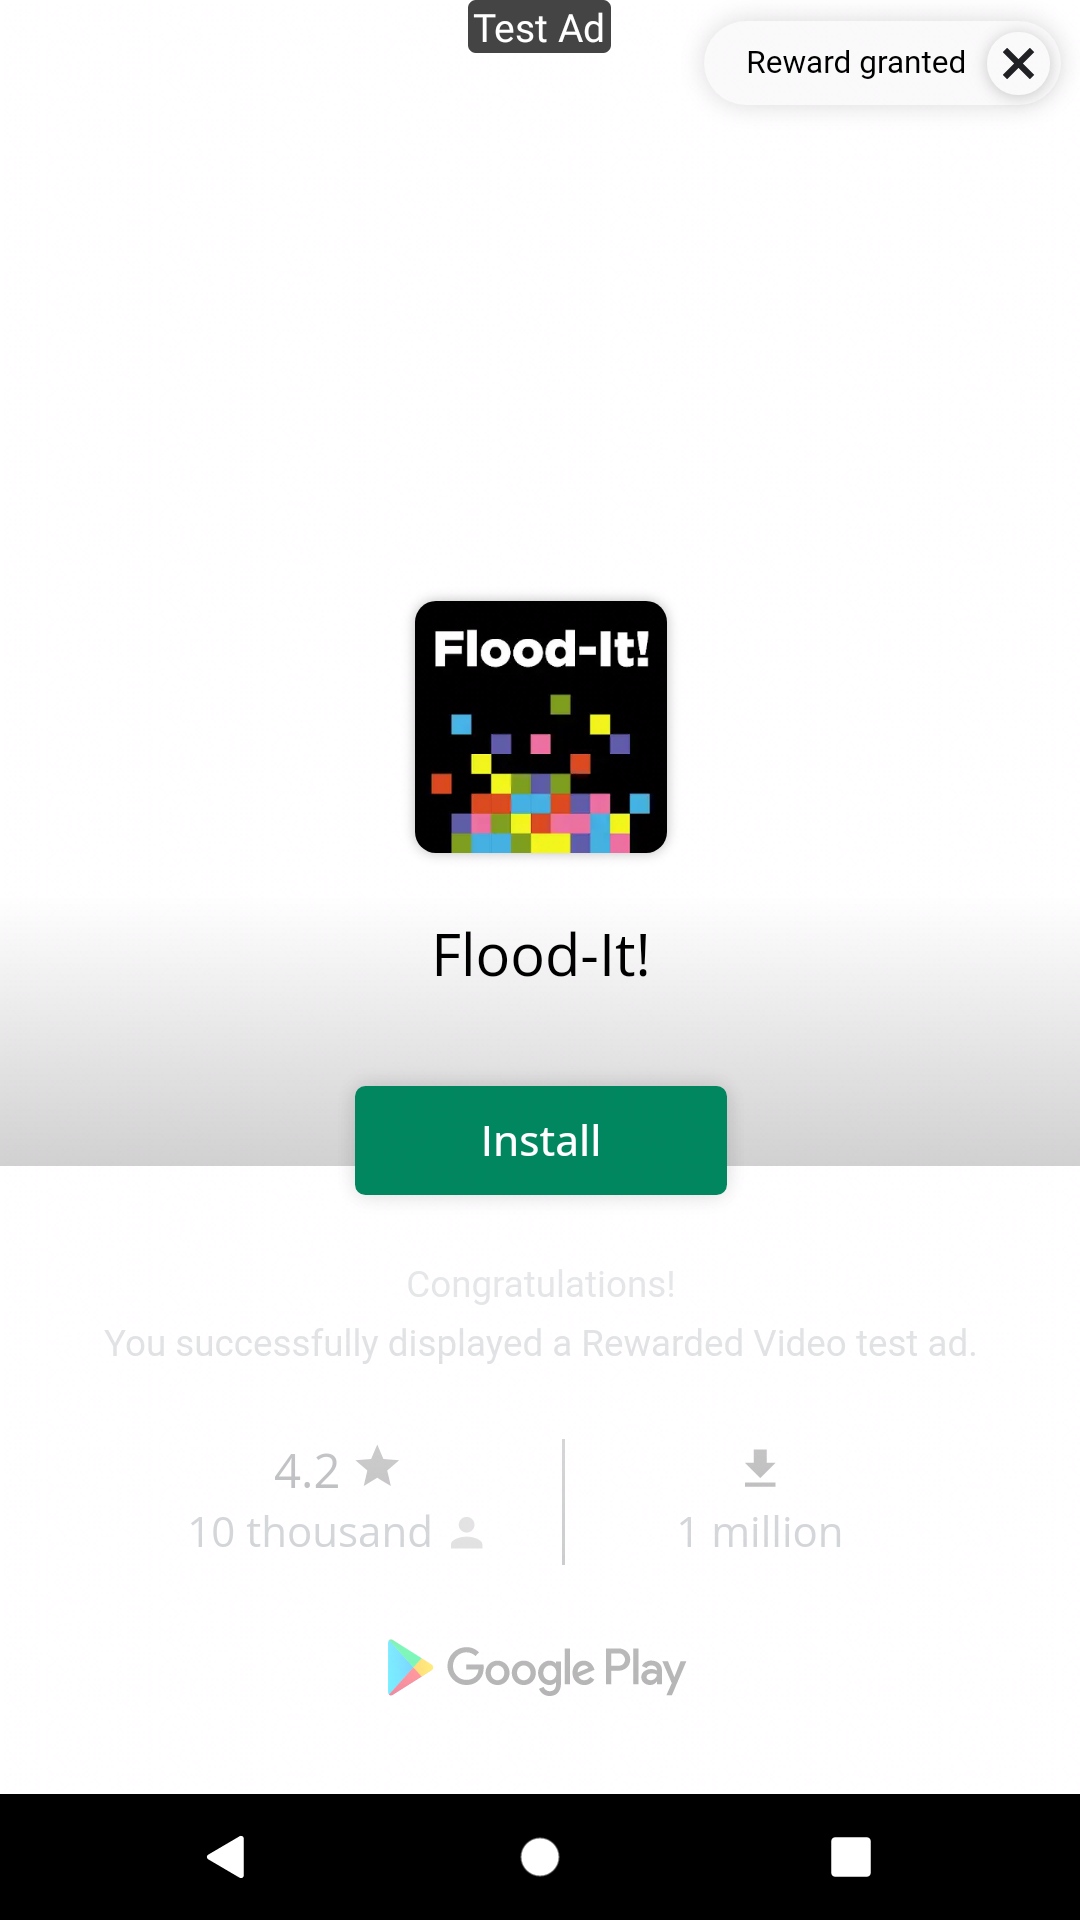 Test Ad
Reward granted
Flood-It!
Flood-It!
Install
Congratulations!
You successfully displayed a Rewarded Video test ad.
4.2
10 thousand
1 million
Google Play